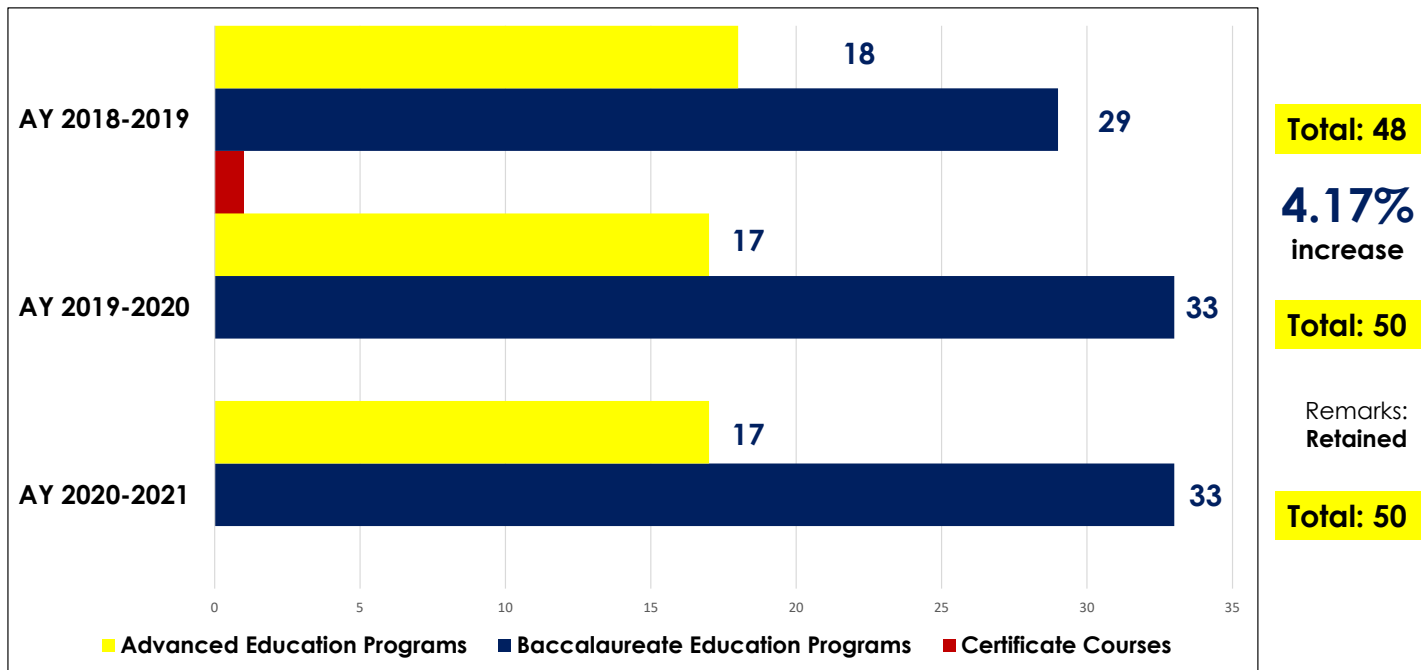 18
AY 2018-2019
29
Total: 48
4.17%
increase
17
AY 2019-2020
33
Total: 50
Remarks:
Retained
17
AY 2020-2021
33
Total: 50
0 5 10 15 20 25 30 35
Advanced Education Programs Baccalaureate Education Programs Certificate Courses